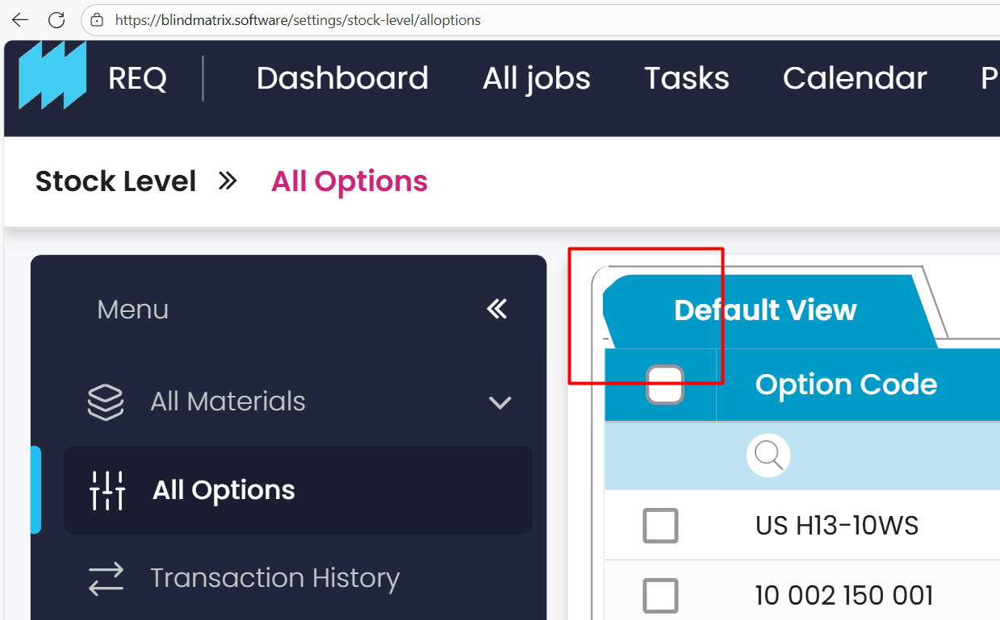 https://blindmatrix.software/settings/stock-level/alloptions
REQ Dashboard All jobs Tasks Calendar P
Stock Level All Options
Menu
All Materials
All Options
Transaction History
Default View
Option Code
US H13-10WS
10 002 150 001